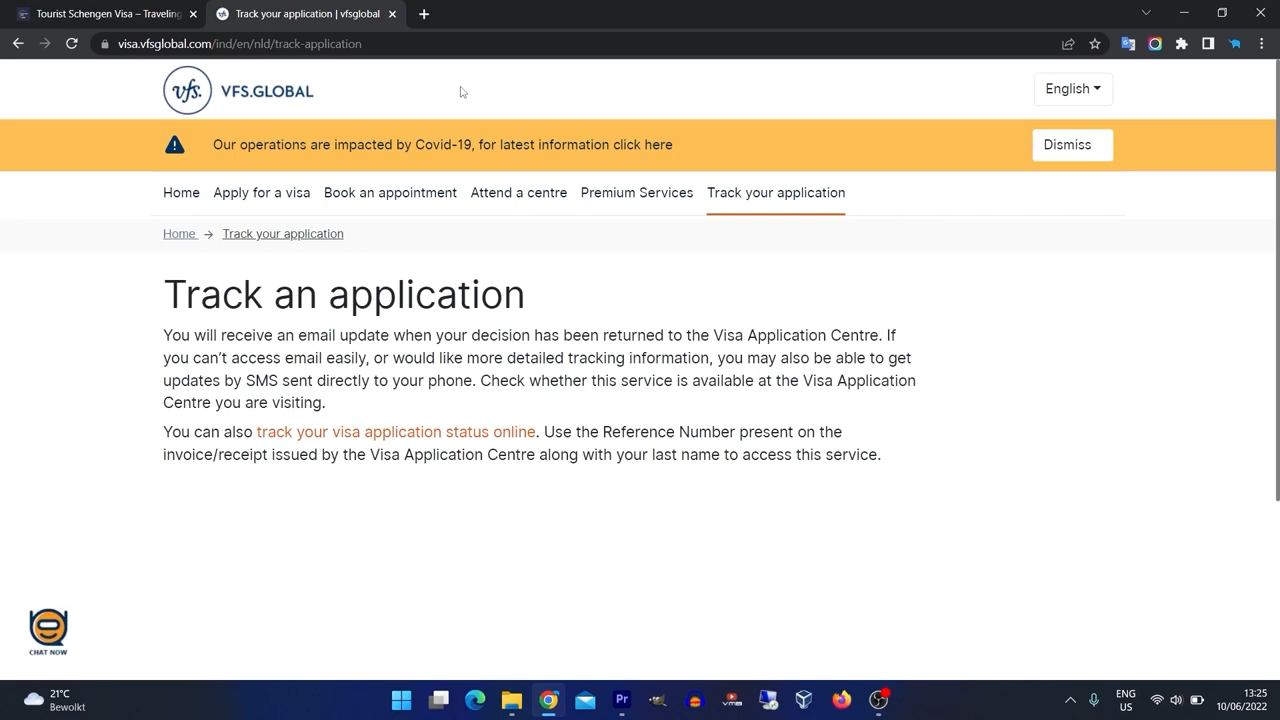 Tourist Schengen Visa – Traveling
Track your application | vfsglobal
visa.vfsglobal.com/ind/en/nld/track-application
vfs. VFS.GLOBAL
English
Our operations are impacted by Covid-19, for latest information click here
Dismiss
Home Apply for a visa Book an appointment Attend a centre Premium Services Track your application
Home → Track your application
Track an application
You will receive an email update when your decision has been returned to the Visa Application Centre. If
you can't access email easily, or would like more detailed tracking information, you may also be able to get
updates by SMS sent directly to your phone. Check whether this service is available at the Visa Application
Centre you are visiting.
You can also track your visa application status online. Use the Reference Number present on the
invoice/receipt issued by the Visa Application Centre along with your last name to access this service.
CHAT NOW
21°C
Bewolkt
Pr
vmix
ENG
US
13:25
10/06/2022